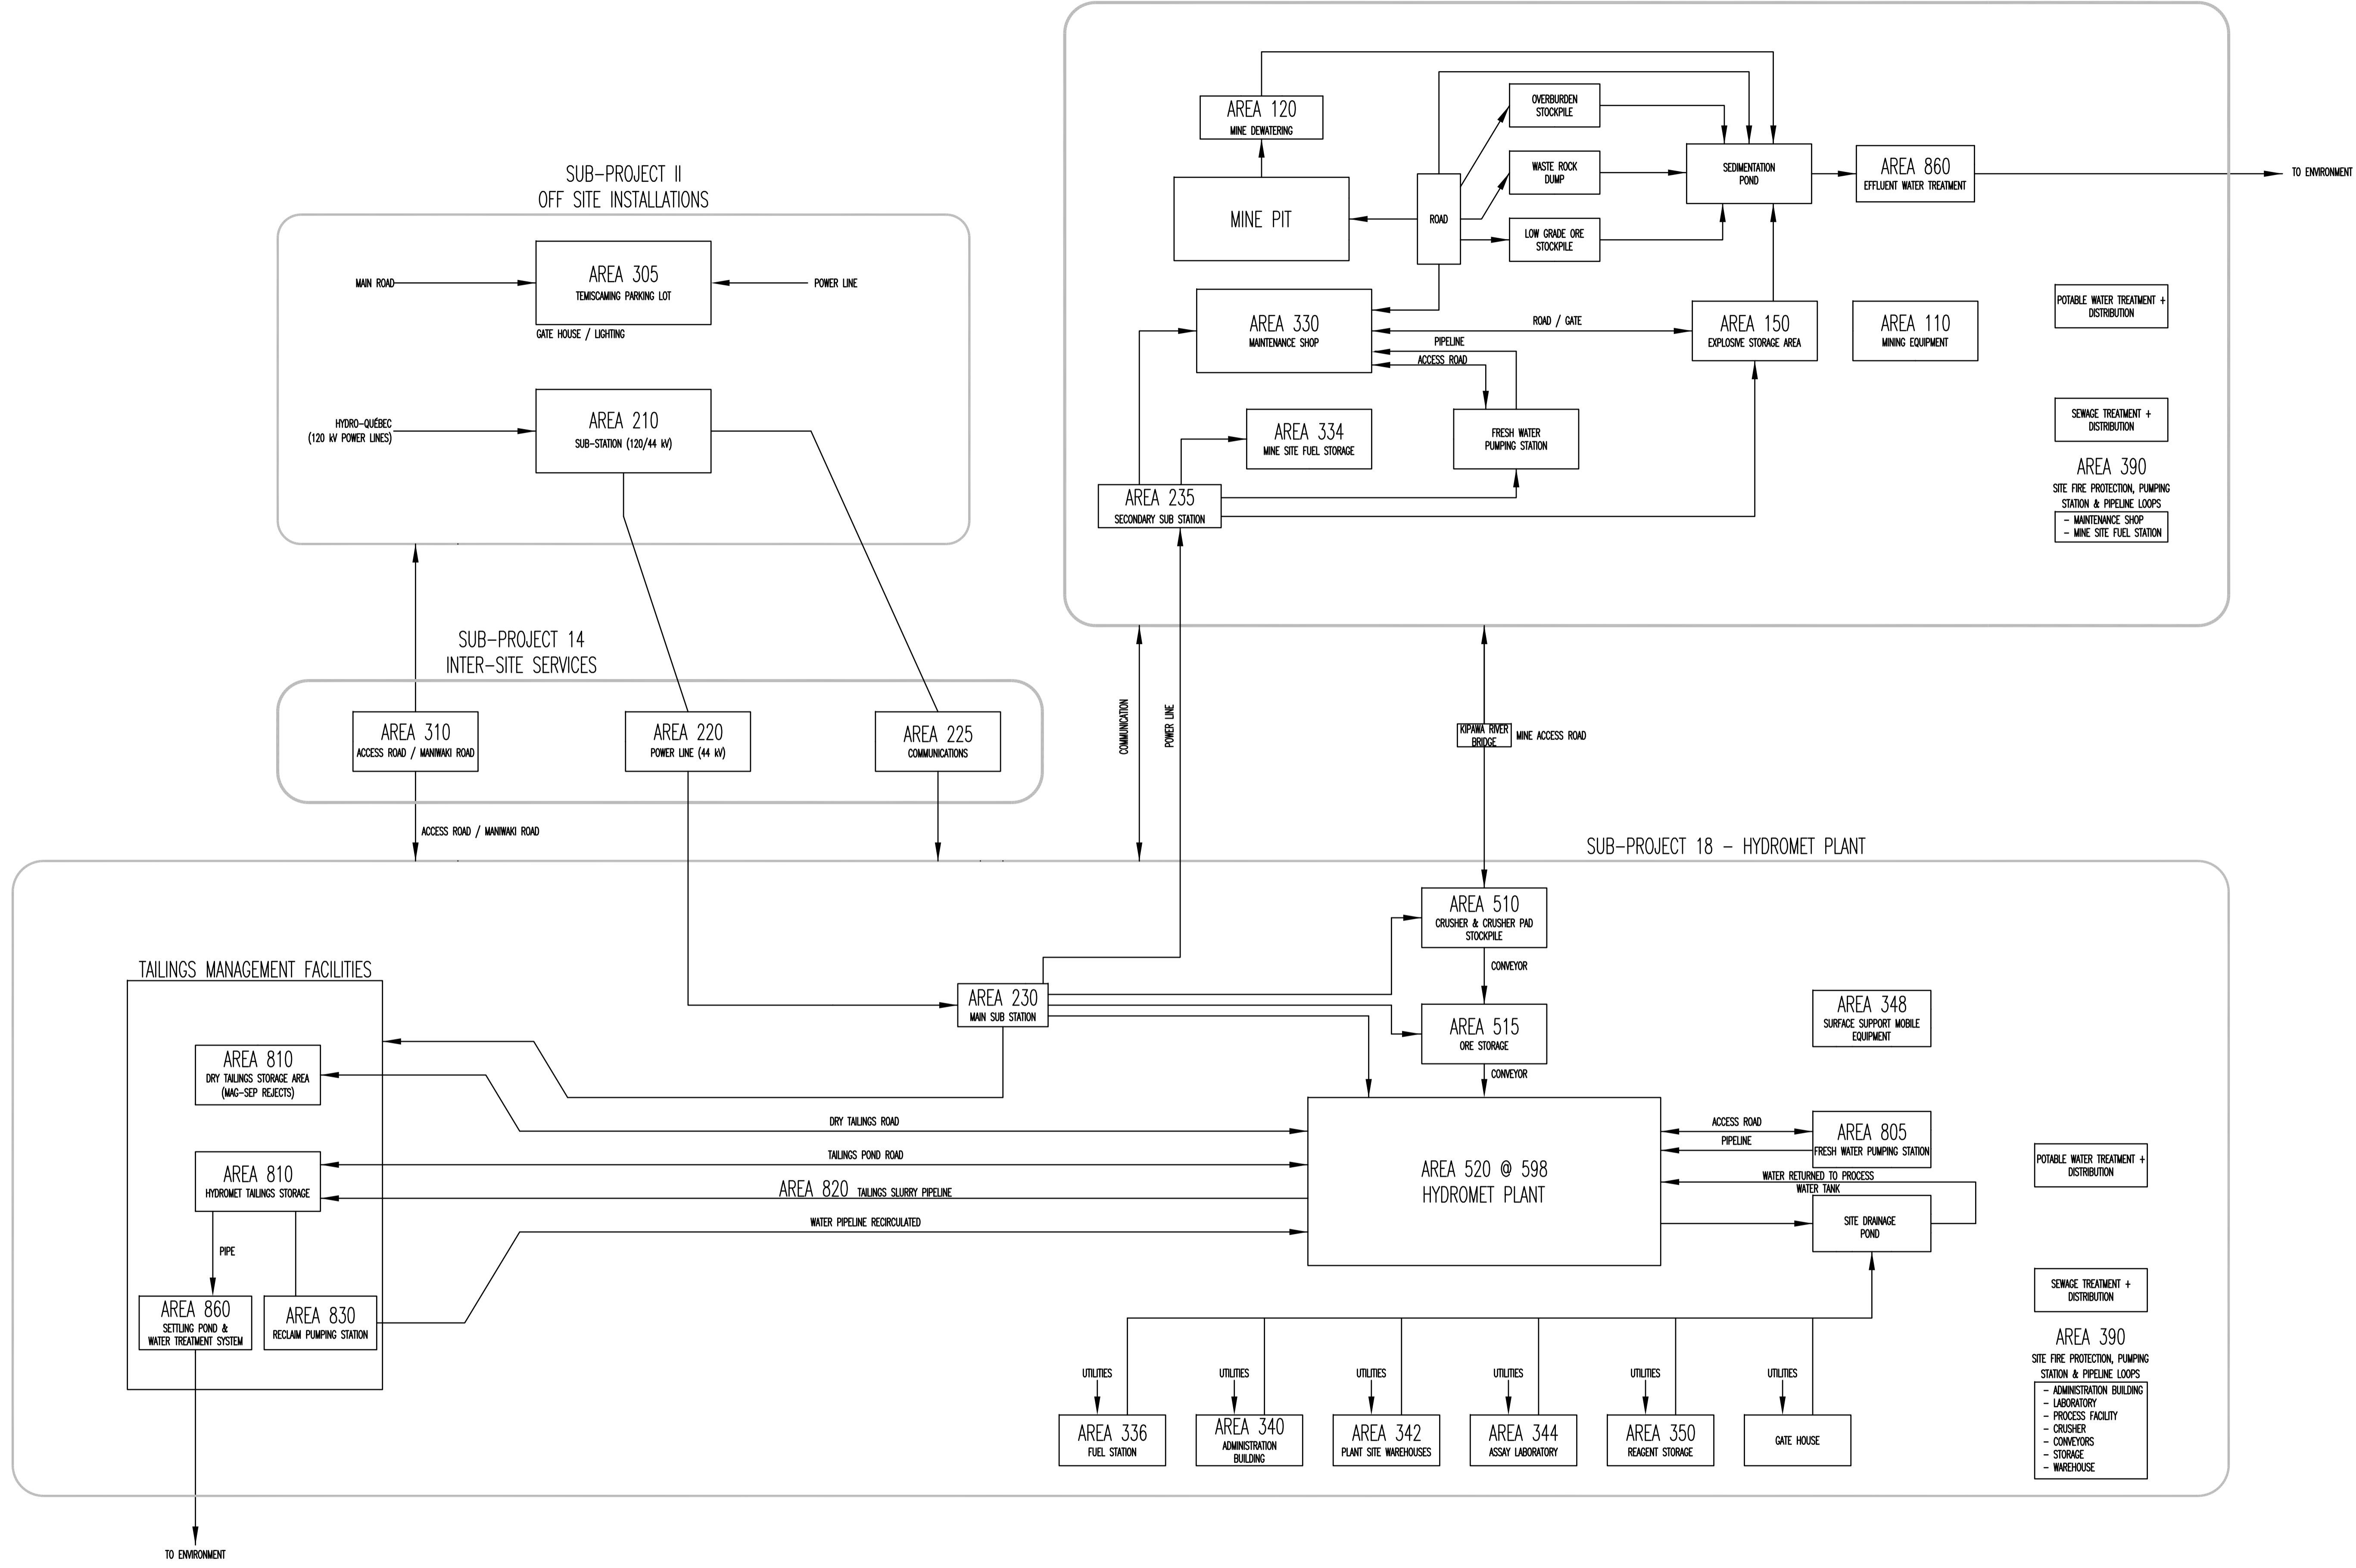 SUB-PROJECT II
OFF SITE INSTALLATIONS
MAIN ROAD
AREA 305
TEMISCAMING PARKING LOT
POWER LINE
GATE HOUSE / LIGHTING
HYDRO-QUÉBEC
(120 kV POWER LINES)
AREA 210
SUB-STATION (120/44 kV)
AREA 120
MINE DEWATERING
MINE PIT
ROAD
OVERBURDEN
STOCKPILE
WASTE ROCK
DUMP
LOW GRADE ORE
STOCKPILE
SEDIMENTATION
POND
AREA 860
EFFLUENT WATER TREATMENT
TO ENVIRONMENT
AREA 330
MAINTENANCE SHOP
ROAD / GATE
PIPELINE
ACCESS ROAD
AREA 150
EXPLOSIVE STORAGE AREA
AREA 110
MINING EQUIPMENT
POTABLE WATER TREATMENT +
DISTRIBUTION
AREA 334
MINE SITE FUEL STORAGE
FRESH WATER
PUMPING STATION
SEWAGE TREATMENT +
DISTRIBUTION
AREA 235
SECONDARY SUB STATION
AREA 390
SITE FIRE PROTECTION, PUMPING
STATION & PIPELINE LOOPS
- MAINTENANCE SHOP
- MINE SITE FUEL STATION
SUB-PROJECT 14
INTER-SITE SERVICES
AREA 310
ACCESS ROAD / MANIWAKI ROAD
AREA 220
POWER LINE (44 kV)
AREA 225
COMMUNICATIONS
COMMUNICATION
POWER LINE
KIPAWA RIVER
BRIDGE
MINE ACCESS ROAD
ACCESS ROAD / MANIWAKI ROAD
SUB-PROJECT 18 - HYDROMET PLANT
AREA 510
CRUSHER & CRUSHER PAD
STOCKPILE
CONVEYOR
TAILINGS MANAGEMENT FACILITIES
AREA 230
MAIN SUB STATION
AREA 515
ORE STORAGE
CONVEYOR
AREA 348
SURFACE SUPPORT MOBILE
EQUIPMENT
AREA 810
DRY TAILINGS STORAGE AREA
(MAG-SEP REJECTS)
DRY TAILINGS ROAD
TAILINGS POND ROAD
AREA 810
HYDROMET TAILINGS STORAGE
AREA 820 TAILINGS SLURRY PIPELINE
WATER PIPELINE RECIRCULATED
AREA 520 @ 598
HYDROMET PLANT
ACCESS ROAD
PIPELINE
AREA 805
FRESH WATER PUMPING STATION
WATER RETURNED TO PROCESS
WATER TANK
SITE DRAINAGE
POND
POTABLE WATER TREATMENT +
DISTRIBUTION
PIPE
AREA 860
SETTLING POND &
WATER TREATMENT SYSTEM
AREA 830
RECLAIM PUMPING STATION
SEWAGE TREATMENT +
DISTRIBUTION
AREA 390
SITE FIRE PROTECTION, PUMPING
STATION & PIPELINE LOOPS
- ADMINISTRATION BUILDING
- LABORATORY
- PROCESS FACILITY
- CRUSHER
- CONVEYORS
- STORAGE
- WAREHOUSE
UTILITIES
UTILITIES
UTILITIES
UTILITIES
UTILITIES
UTILITIES
AREA 336
FUEL STATION
AREA 340
ADMINISTRATION
BUILDING
AREA 342
PLANT SITE WAREHOUSES
AREA 344
ASSAY LABORATORY
AREA 350
REAGENT STORAGE
GATE HOUSE
TO ENVIRONMENT